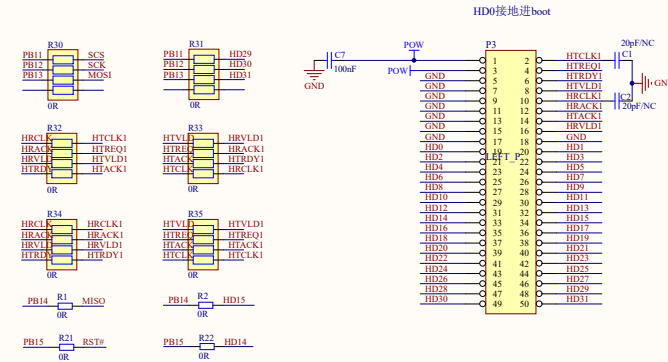 HD0接地进boot
R30
PB11 SCS
PB12 SCK
PB13 MOSI
0R
R31
PB11 HD29
PB12 HD30
PB13 HD31
0R
R32
HRCLK HTCLK1
HRACK HTREQ1
HRVLD HTVLD1
HTRDY HTACK1
0R
R33
HTVLD HRVLD1
HTREQ HRACK1
HTACK HTRDY1
HTCLK HRCLK1
0R
R34
HRCLK HRCLK1
HRACK HRACK1
HRVLD HRVLD1
HTRDY HTRDY1
0R
R35
HTVLD HTVLD1
HTREQ HTREQ1
HTACK HTACK1
HTCLK HTCLK1
0R
PB14 R1 MISO
0R
PB14 R2 HD15
0R
PB15 R21 RST#
0R
PB15 R22 HD14
0R
C7
100nF
GND
POW
POW
P3
LEFT_P
1 2 HTCLK1
3 4 HTREQ1
GND 5 6 HTRDY1
GND 7 8 HTVLD1
GND 9 10 HRCLK1
GND 11 12 HRACK1
GND 13 14 HTACK1
GND 15 16 HRVLD1
GND 17 18 GND
HD0 19 20 HD1
HD2 21 22 HD3
HD4 23 24 HD5
HD6 25 26 HD7
HD8 27 28 HD9
HD10 29 30 HD11
HD12 31 32 HD13
HD14 33 34 HD15
HD16 35 36 HD17
HD18 37 38 HD19
HD20 39 40 HD21
HD22 41 42 HD23
HD24 43 44 HD25
HD26 45 46 HD27
HD28 47 48 HD29
HD30 49 50 HD31
20pF/NC
C1
C2
20pF/NC
GN